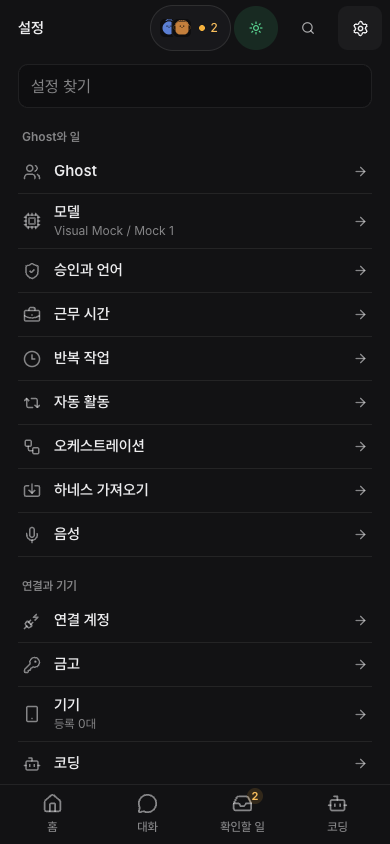 설정
2
설정 찾기
Ghost와 일
Ghost
모델
Visual Mock / Mock 1
승인과 언어
근무 시간
반복 작업
자동 활동
오케스트레이션
하네스 가져오기
음성
연결과 기기
연결 계정
금고
기기
등록 0대
코딩
2
홈
대화
확인할 일
코딩